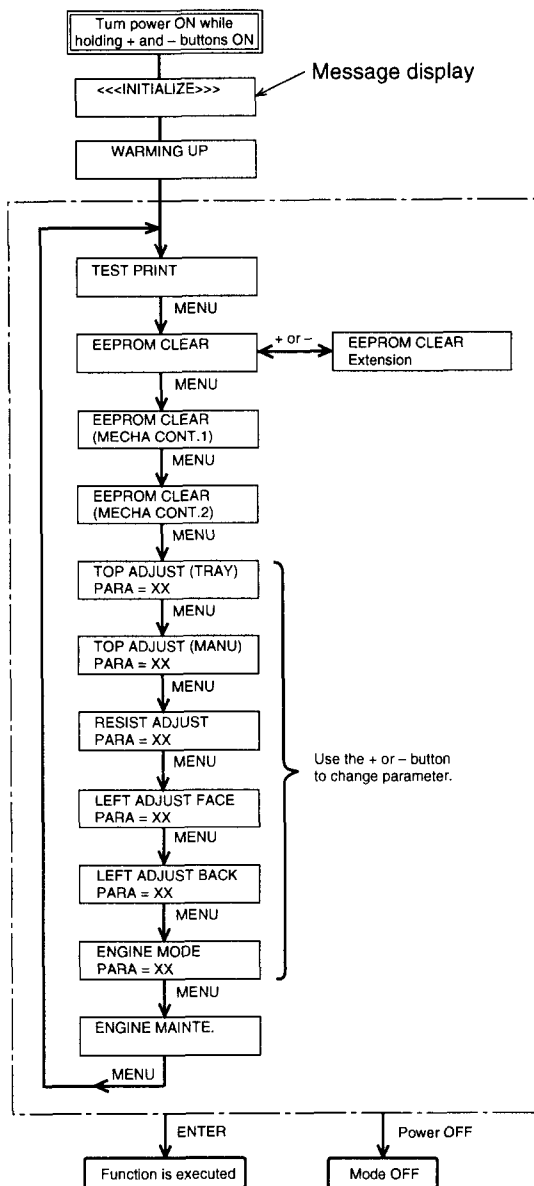 Turn power ON while
holding + and – buttons ON
<<<INITIALIZE>>>
Message display
WARMING UP
TEST PRINT
MENU
EEPROM CLEAR
+ or –
EEPROM CLEAR
Extension
MENU
EEPROM CLEAR
(MECHA CONT.1)
MENU
EEPROM CLEAR
(MECHA CONT.2)
MENU
TOP ADJUST (TRAY)
PARA = XX
MENU
TOP ADJUST (MANU)
PARA = XX
MENU
RESIST ADJUST
PARA = XX
MENU
Use the + or – button
to change parameter.
LEFT ADJUST FACE
PARA = XX
MENU
LEFT ADJUST BACK
PARA = XX
MENU
ENGINE MODE
PARA = XX
MENU
ENGINE MAINTE.
MENU
ENTER
Power OFF
Function is executed
Mode OFF